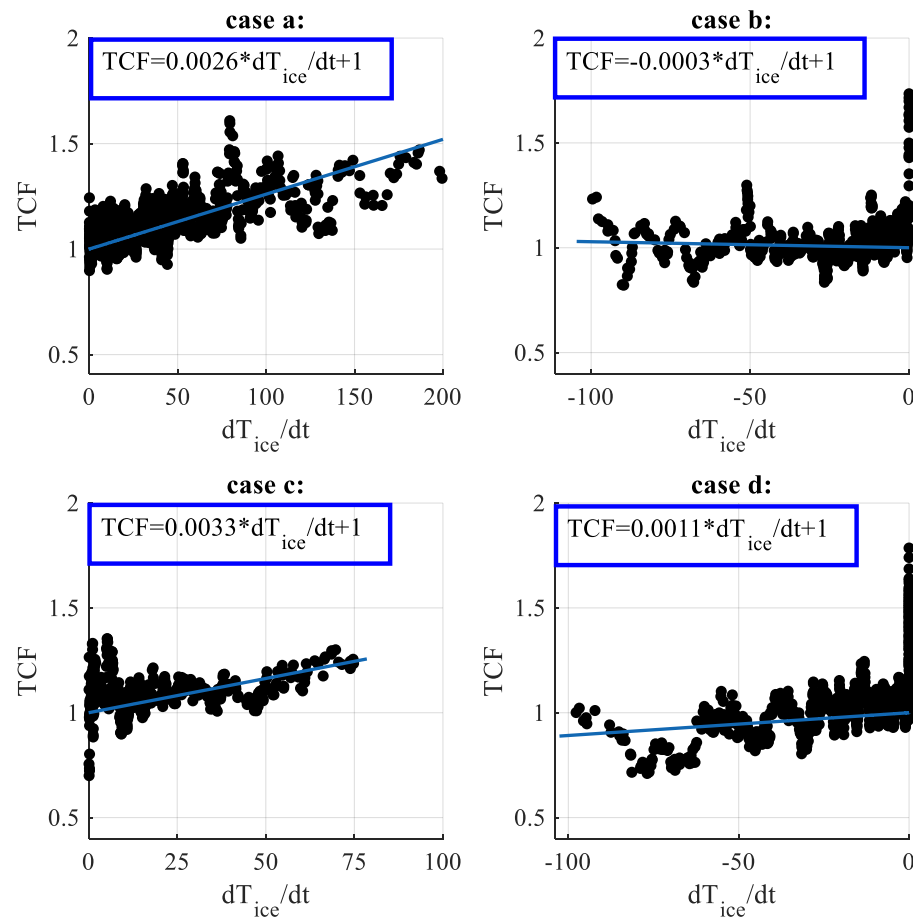 case a:
TCF=0.0026*dT_ice/dt+1
TCF
2
1.5
1
0.5
0 50 100 150 200
dT_ice/dt
case b:
TCF=-0.0003*dT_ice/dt+1
TCF
2
1.5
1
0.5
-100 -50 0
dT_ice/dt
case c:
TCF=0.0033*dT_ice/dt+1
TCF
2
1.5
1
0.5
0 25 50 75 100
dT_ice/dt
case d:
TCF=0.0011*dT_ice/dt+1
TCF
2
1.5
1
0.5
-100 -50 0
dT_ice/dt